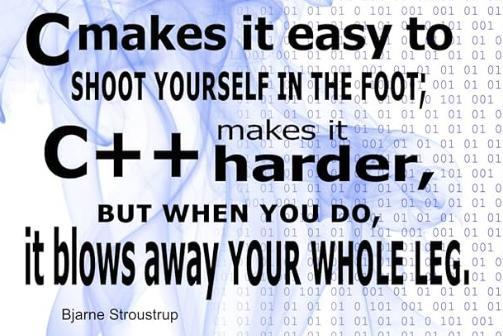 C makes it easy to
SHOOT YOURSELF IN THE FOOT;
C++ makes it
harder,
BUT WHEN YOU DO,
it blows away YOUR WHOLE LEG.
Bjarne Stroustrup